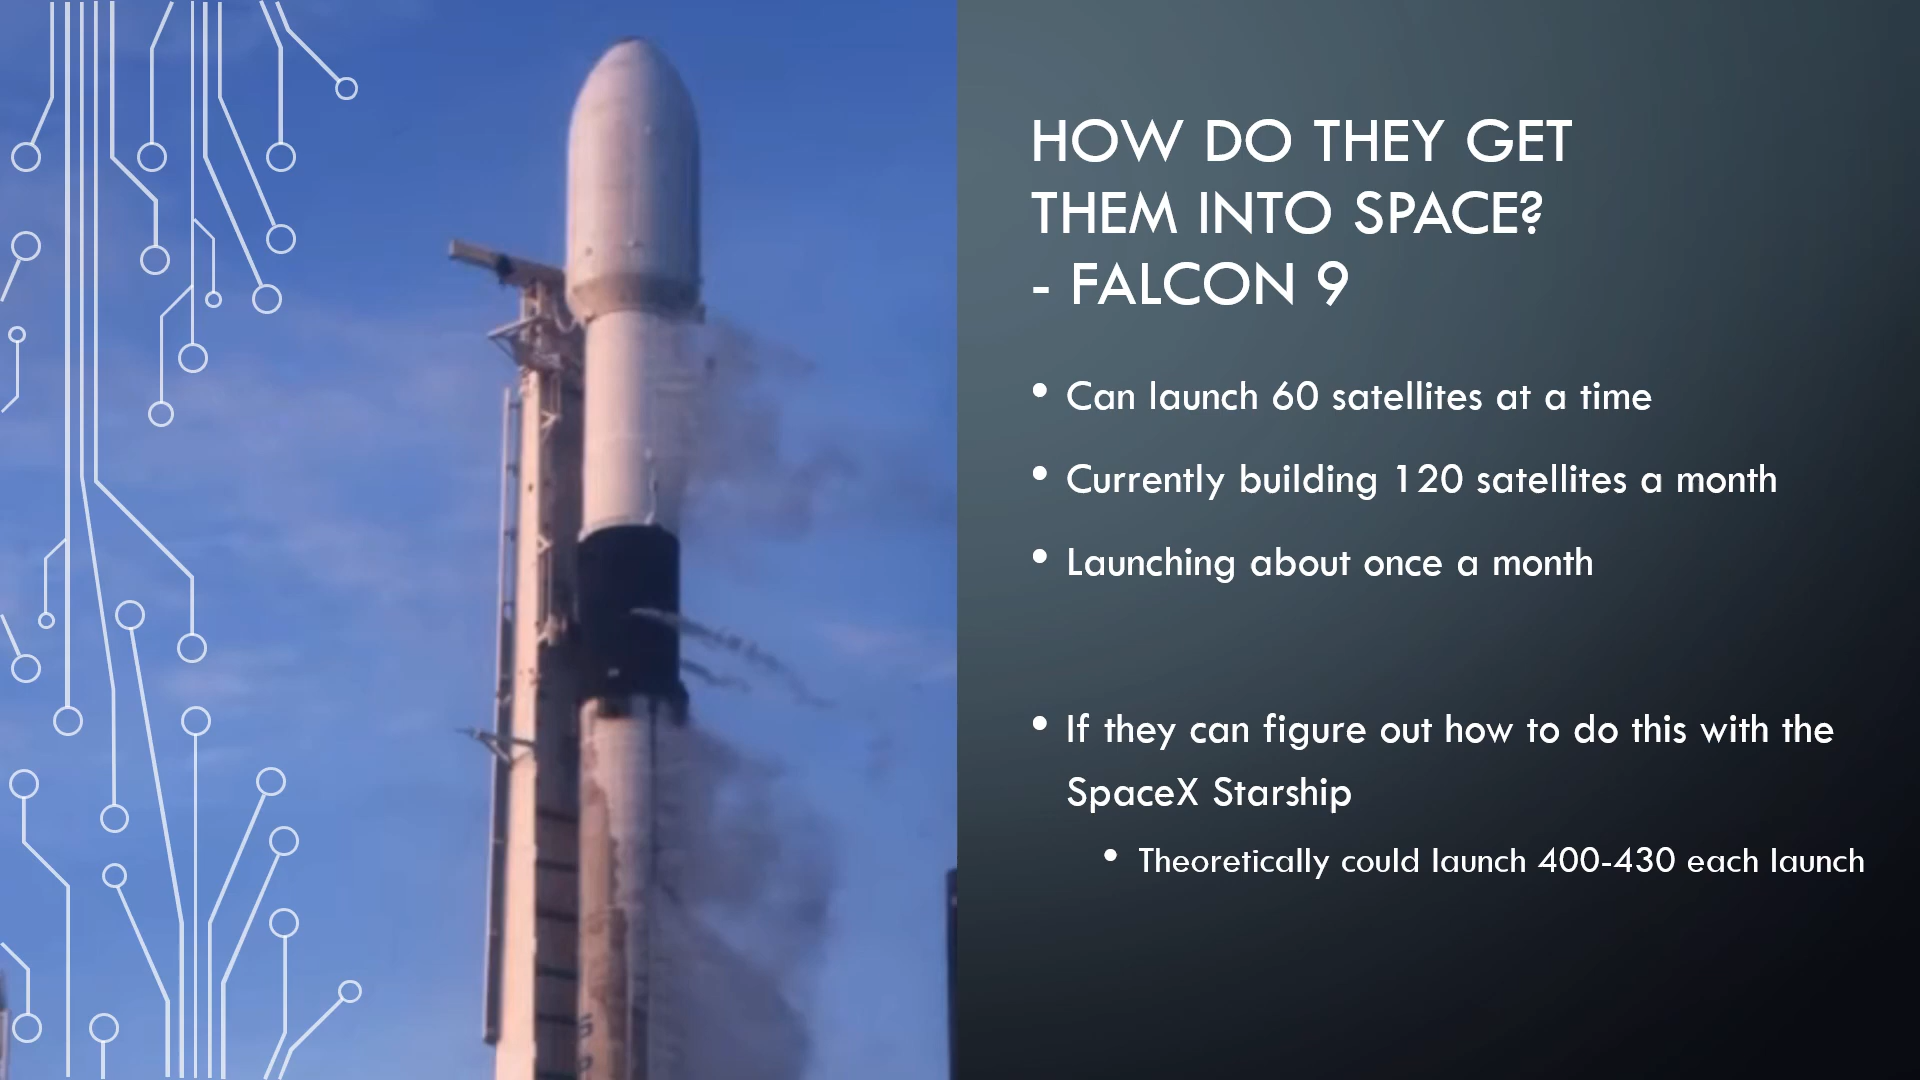 HOW DO THEY GET
THEM INTO SPACE?
- FALCON 9
• Can launch 60 satellites at a time
• Currently building 120 satellites a month
• Launching about once a month
• If they can figure out how to do this with the
SpaceX Starship
• Theoretically could launch 400-430 each launch